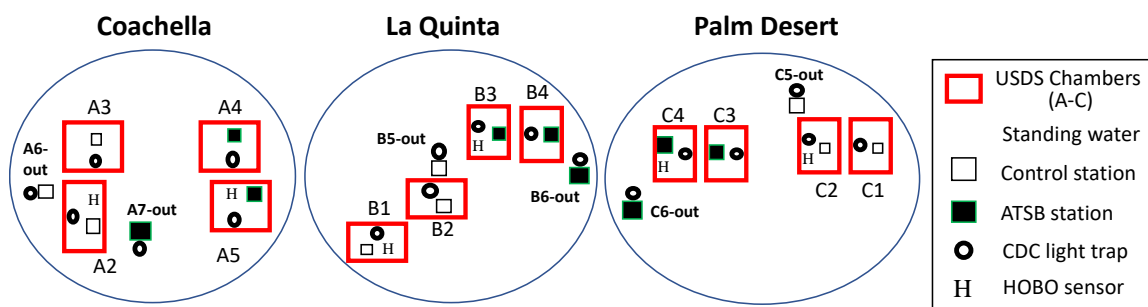 Coachella
La Quinta
Palm Desert
A3
A4
A6-
out
H
A2
A7-out
H
A5
B3
B4
H
B5-out
B6-out
B1
B2
H
C5-out
C4
C3
H
H
C2
C1
C6-out
USDS Chambers
(A-C)
Standing water
Control station
ATSB station
CDC light trap
H HOBO sensor